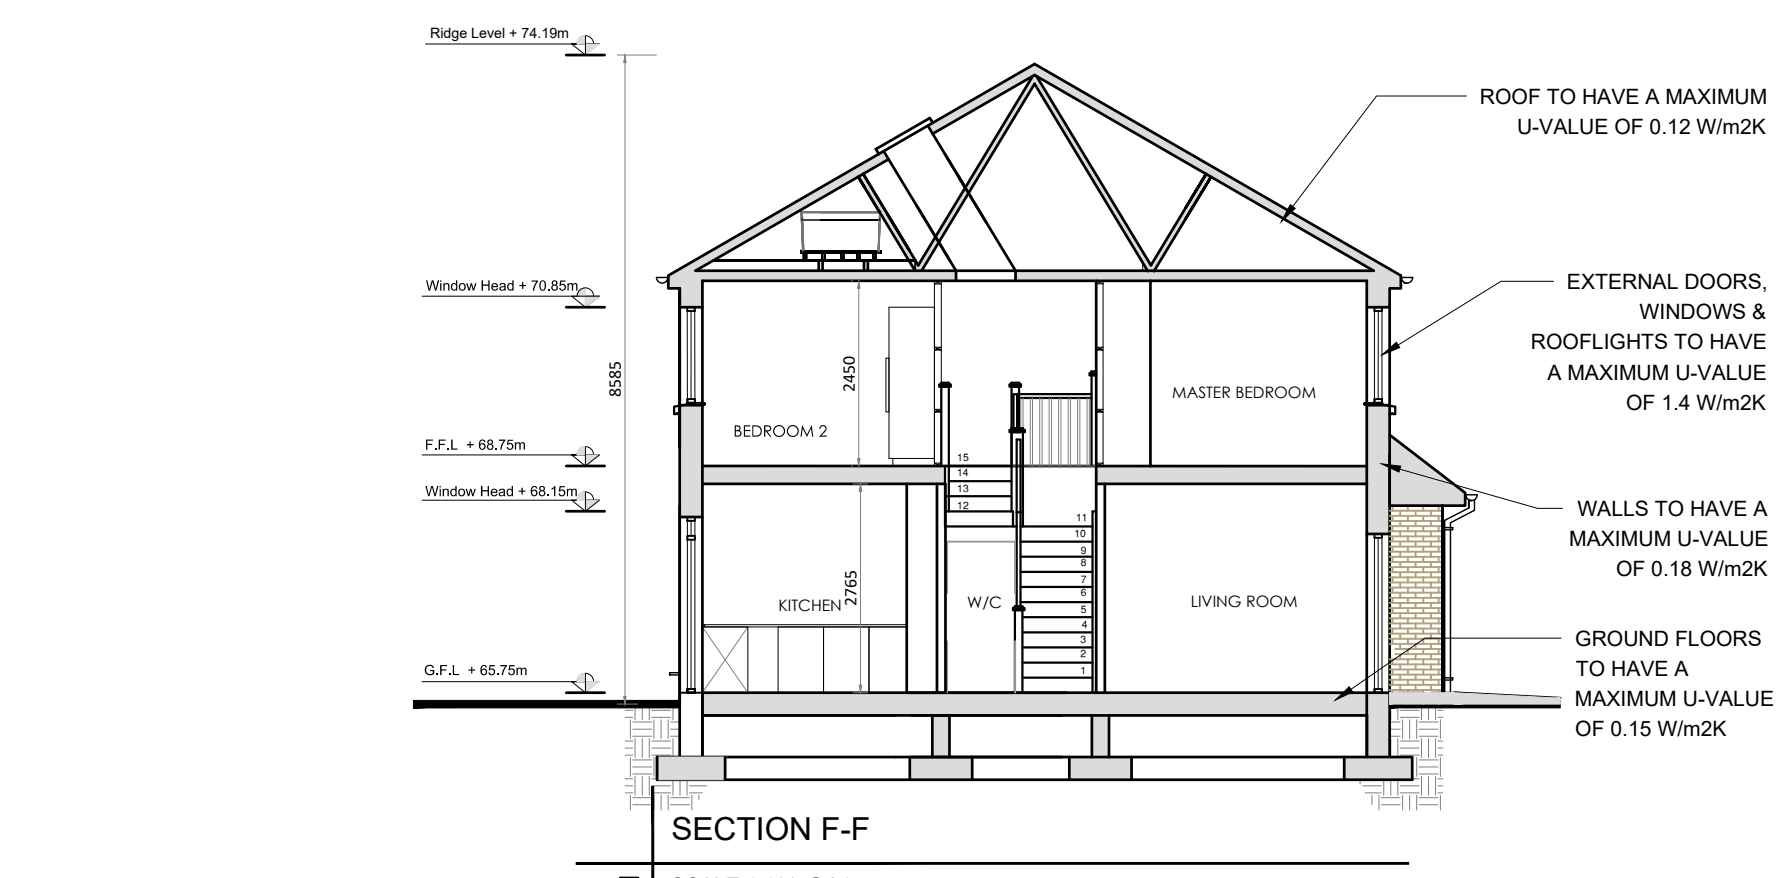 Ridge Level + 74.19m
Window Head + 70.85m
F.F.L + 68.75m
Window Head + 68.15m
G.F.L + 65.75m
8585
2450
2765
BEDROOM 2
MASTER BEDROOM
KITCHEN
W/C
LIVING ROOM
15
14
13
12
11
10
9
8
7
6
5
4
3
2
1
ROOF TO HAVE A MAXIMUM
U-VALUE OF 0.12 W/m2K
EXTERNAL DOORS,
WINDOWS &
ROOFLIGHTS TO HAVE
A MAXIMUM U-VALUE
OF 1.4 W/m2K
WALLS TO HAVE A
MAXIMUM U-VALUE
OF 0.18 W/m2K
GROUND FLOORS
TO HAVE A
MAXIMUM U-VALUE
OF 0.15 W/m2K
SECTION F-F